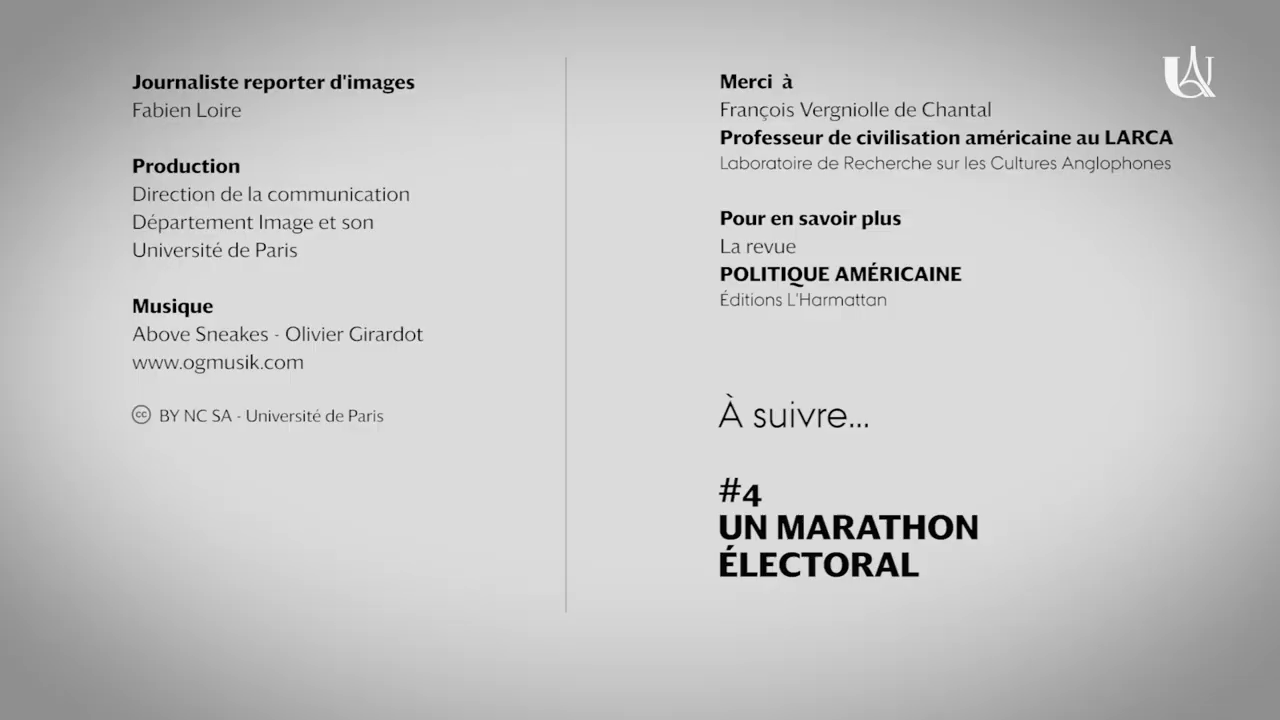 Journaliste reporter d'images
Fabien Loire
Production
Direction de la communication
Département Image et son
Université de Paris
Musique
Above Sneakes - Olivier Girardot
www.ogmusik.com
cc BY NC SA - Université de Paris
Merci à
François Vergniolle de Chantal
Professeur de civilisation américaine au LARCA
Laboratoire de Recherche sur les Cultures Anglophones
Pour en savoir plus
La revue
POLITIQUE AMÉRICAINE
Éditions L'Harmattan
À suivre...
#4
UN MARATHON
ÉLECTORAL